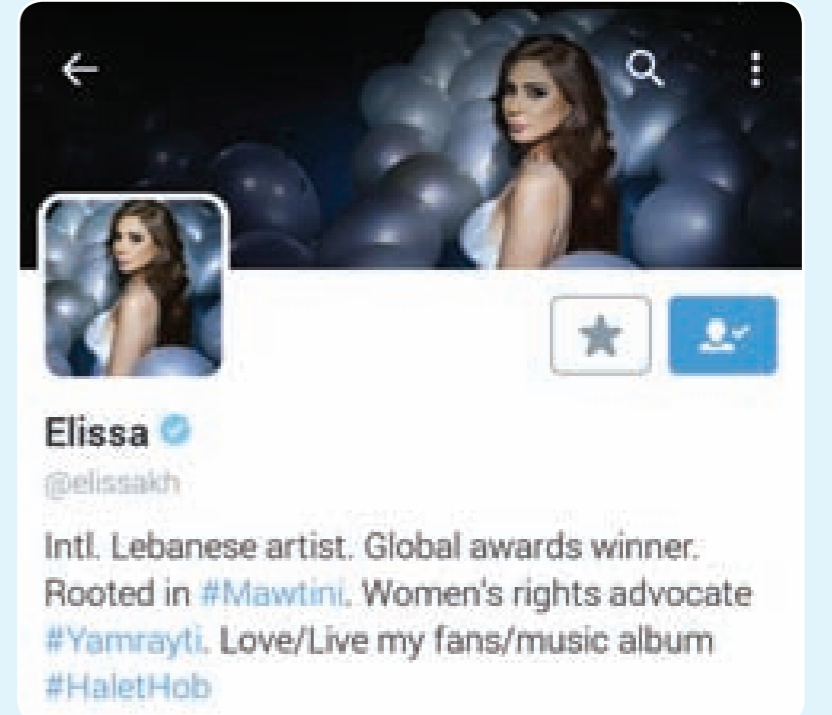 Elissa
@elissakh
Intl. Lebanese artist. Global awards winner.
Rooted in #Mawtini. Women's rights advocate
#Yamrayti. Love/Live my fans/music album
#HaletHob